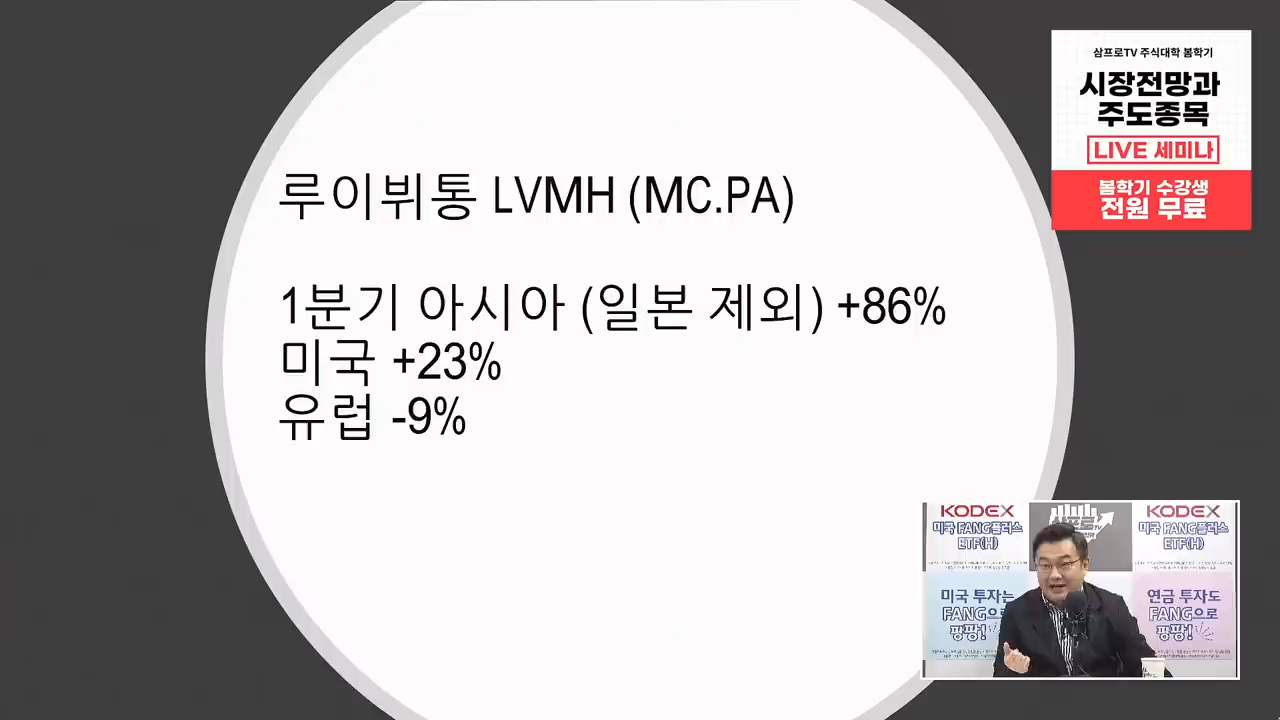 루이뷔통 LVMH (MC.PA)
1분기 아시아 (일본 제외) +86%
미국 +23%
유럽 -9%
삼프로TV 주식대학 봄학기
시장전망과
주도종목
LIVE 세미나
봄학기 수강생
전원 무료
KODEX
미국 FANG플러스
ETF(H)
미국 투자는
FANG으로
팡팡!
KODEX
미국 FANG플러스
ETF(H)
연금 투자도
FANG으로
팡팡!